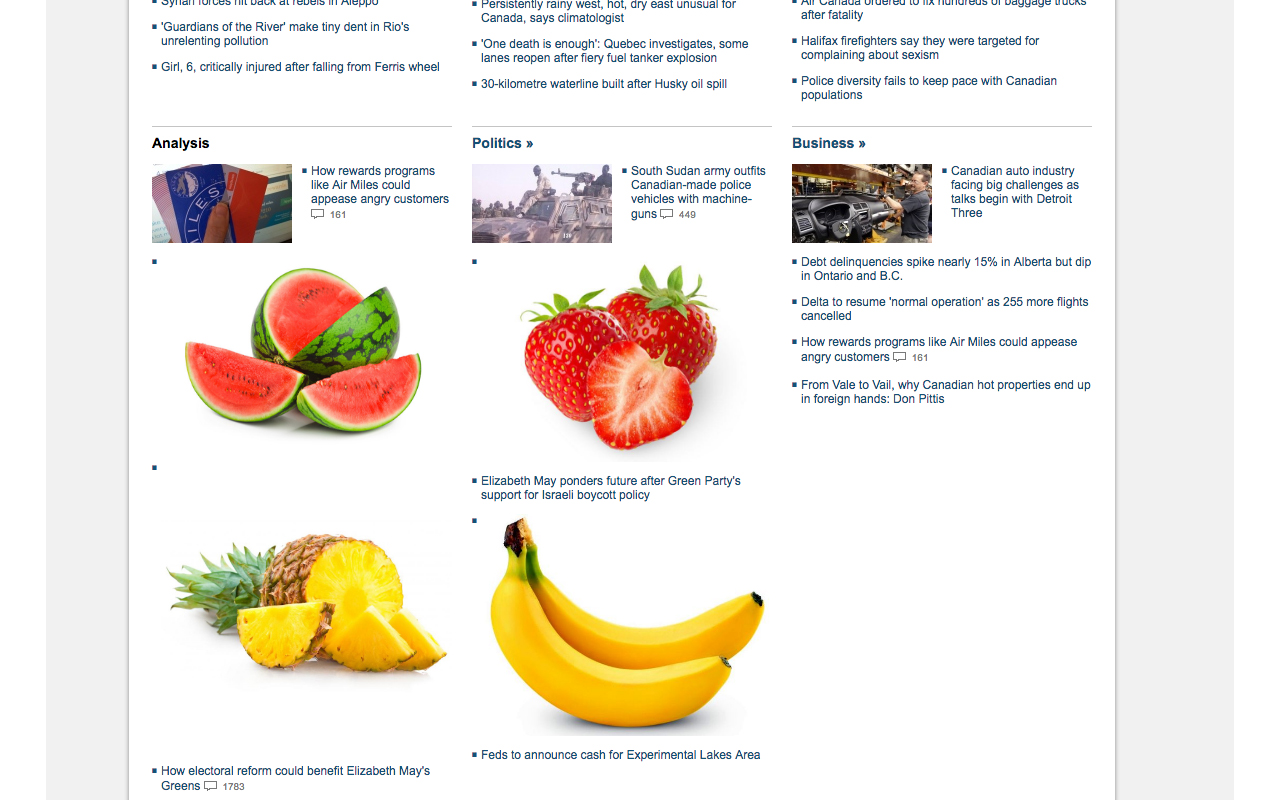 Syrian forces hit back at rebels in Aleppo
'Guardians of the River' make tiny dent in Rio's
unrelenting pollution
Girl, 6, critically injured after falling from Ferris wheel
Persistently rainy west, hot, dry east unusual for
Canada, says climatologist
'One death is enough': Quebec investigates, some
lanes reopen after fiery fuel tanker explosion
30-kilometre waterline built after Husky oil spill
Air Canada ordered to fix hundreds of baggage trucks
after fatality
Halifax firefighters say they were targeted for
complaining about sexism
Police diversity fails to keep pace with Canadian
populations
Analysis
MILES
How rewards programs
like Air Miles could
appease angry customers
161
Politics »
South Sudan army outfits
Canadian-made police
vehicles with machine-
guns 449
Elizabeth May ponders future after Green Party's
support for Israeli boycott policy
Feds to announce cash for Experimental Lakes Area
Business »
Canadian auto industry
facing big challenges as
talks begin with Detroit
Three
Debt delinquencies spike nearly 15% in Alberta but dip
in Ontario and B.C.
Delta to resume 'normal operation' as 255 more flights
cancelled
How rewards programs like Air Miles could appease
angry customers 161
From Vale to Vail, why Canadian hot properties end up
in foreign hands: Don Pittis
How electoral reform could benefit Elizabeth May's
Greens 1783